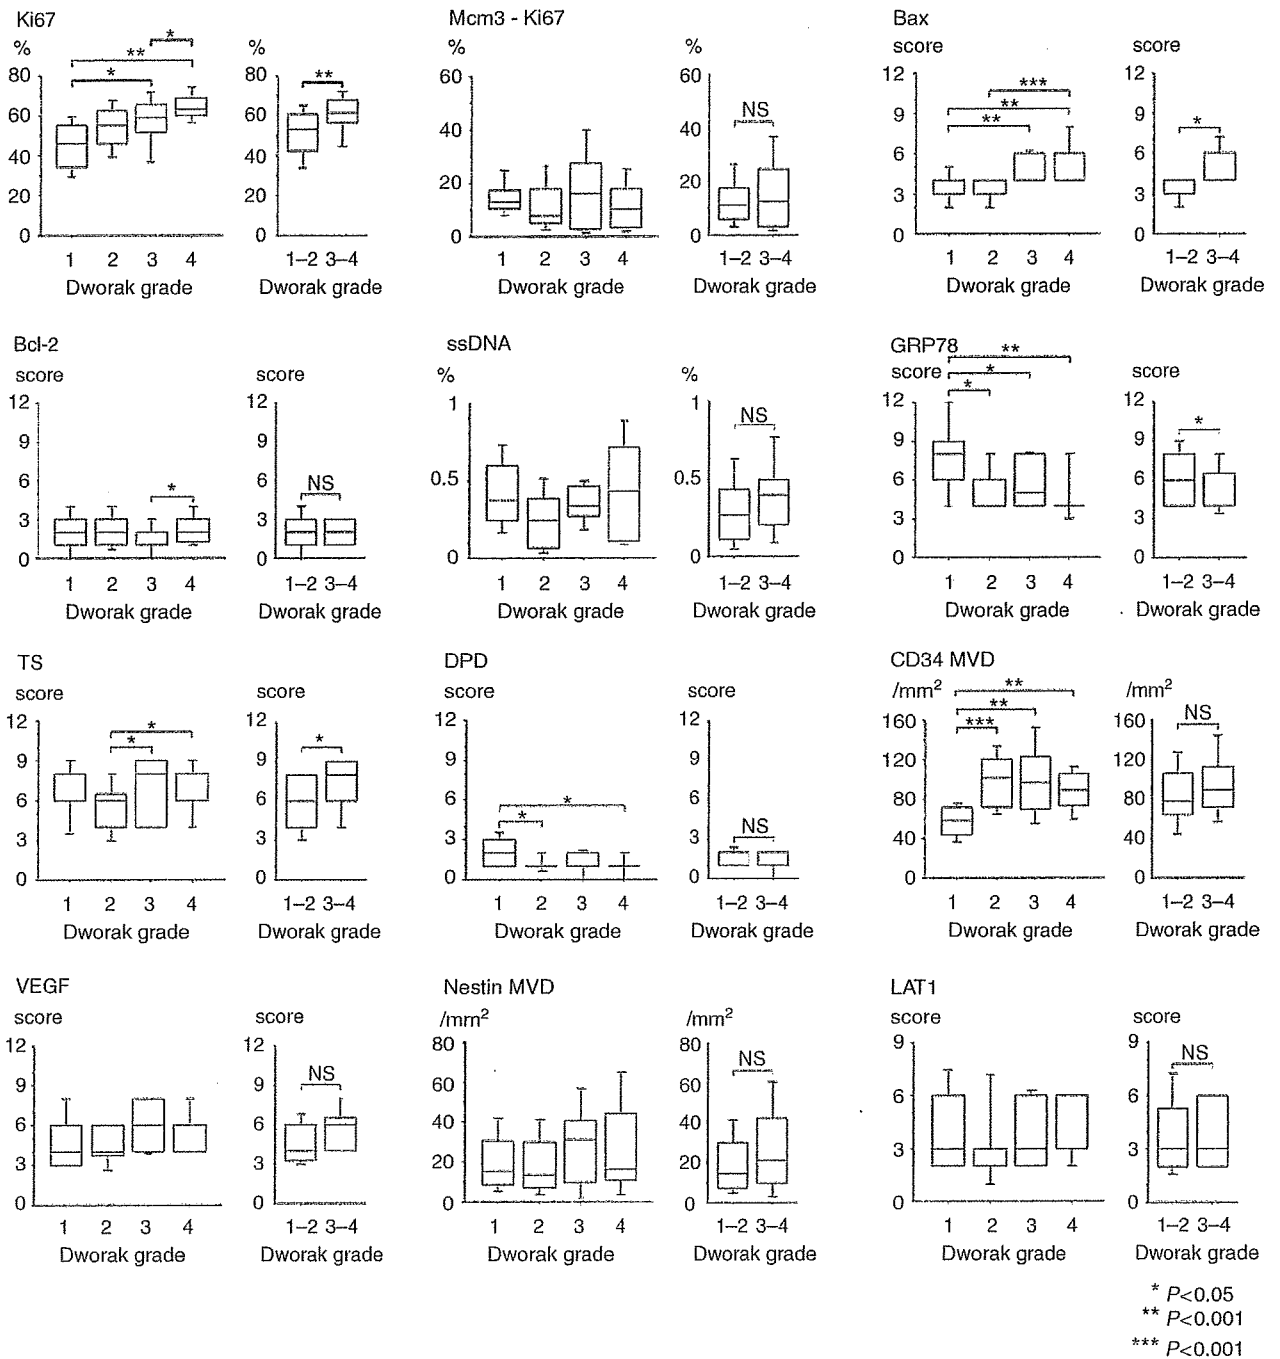 Ki67
%
80
60
40
20
0
*
**
*
1 2 3 4
Dworak grade
%
80
60
40
20
0
**
1–2 3–4
Dworak grade
Mcm3 - Ki67
%
60
40
20
0
1 2 3 4
Dworak grade
%
60
40
20
0
NS
1–2 3–4
Dworak grade
Bax
score
12
9
6
3
0
***
**
**
1 2 3 4
Dworak grade
score
12
9
6
3
0
*
1–2 3–4
Dworak grade
Bcl-2
score
12
9
6
3
0
*
1 2 3 4
Dworak grade
score
12
9
6
3
0
NS
1–2 3–4
Dworak grade
ssDNA
%
1
0.5
0
1 2 3 4
Dworak grade
%
1
0.5
0
NS
1–2 3–4
Dworak grade
GRP78
score
12
9
6
3
0
**
*
*
1 2 3 4
Dworak grade
score
12
9
6
3
0
*
1–2 3–4
Dworak grade
TS
score
12
9
6
3
0
*
*
1 2 3 4
Dworak grade
score
12
9
6
3
0
*
1–2 3–4
Dworak grade
DPD
score
12
9
6
3
0
*
*
1 2 3 4
Dworak grade
score
12
9
6
3
0
NS
1–2 3–4
Dworak grade
CD34 MVD
/mm²
160
120
80
40
0
**
**
***
1 2 3 4
Dworak grade
/mm²
160
120
80
40
0
NS
1–2 3–4
Dworak grade
VEGF
score
12
9
6
3
0
1 2 3 4
Dworak grade
score
12
9
6
3
0
NS
1–2 3–4
Dworak grade
Nestin MVD
/mm²
80
60
40
20
0
1 2 3 4
Dworak grade
/mm²
80
60
40
20
0
NS
1–2 3–4
Dworak grade
LAT1
score
9
6
3
0
1 2 3 4
Dworak grade
score
9
6
3
0
NS
1–2 3–4
Dworak grade
* P<0.05
** P<0.001
*** P<0.001